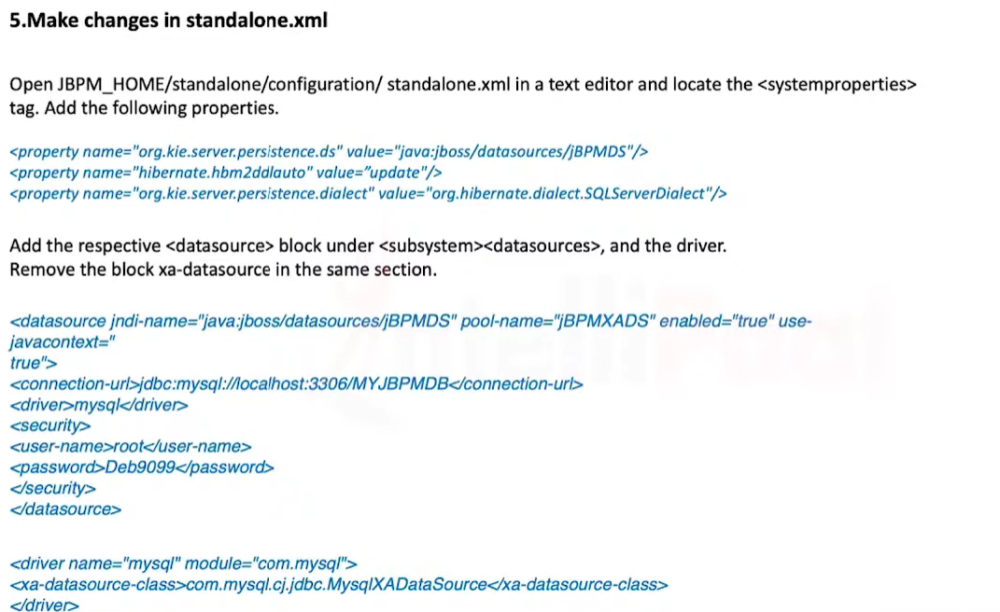 5.Make changes in standalone.xml
Open JBPM_HOME/standalone/configuration/ standalone.xml in a text editor and locate the <systemproperties>
tag. Add the following properties.
<property name="org.kie.server.persistence.ds" value="java:jboss/datasources/jBPMDS"/>
<property name="hibernate.hbm2ddlauto" value="update"/>
<property name="org.kie.server.persistence.dialect" value="org.hibernate.dialect.SQLServerDialect"/>
Add the respective <datasource> block under <subsystem><datasources>, and the driver.
Remove the block xa-datasource in the same section.
<datasource jndi-name="java:jboss/datasources/jBPMDS" pool-name="jBPMXADS" enabled="true" use-
javacontext="
true">
<connection-url>jdbc:mysql://localhost:3306/MYJBPMDB</connection-url>
<driver>mysql</driver>
<security>
<user-name>root</user-name>
<password>Deb9099</password>
</security>
</datasource>
<driver name="mysql" module="com.mysql">
<xa-datasource-class>com.mysql.cj.jdbc.MysqlXADataSource</xa-datasource-class>
</driver>